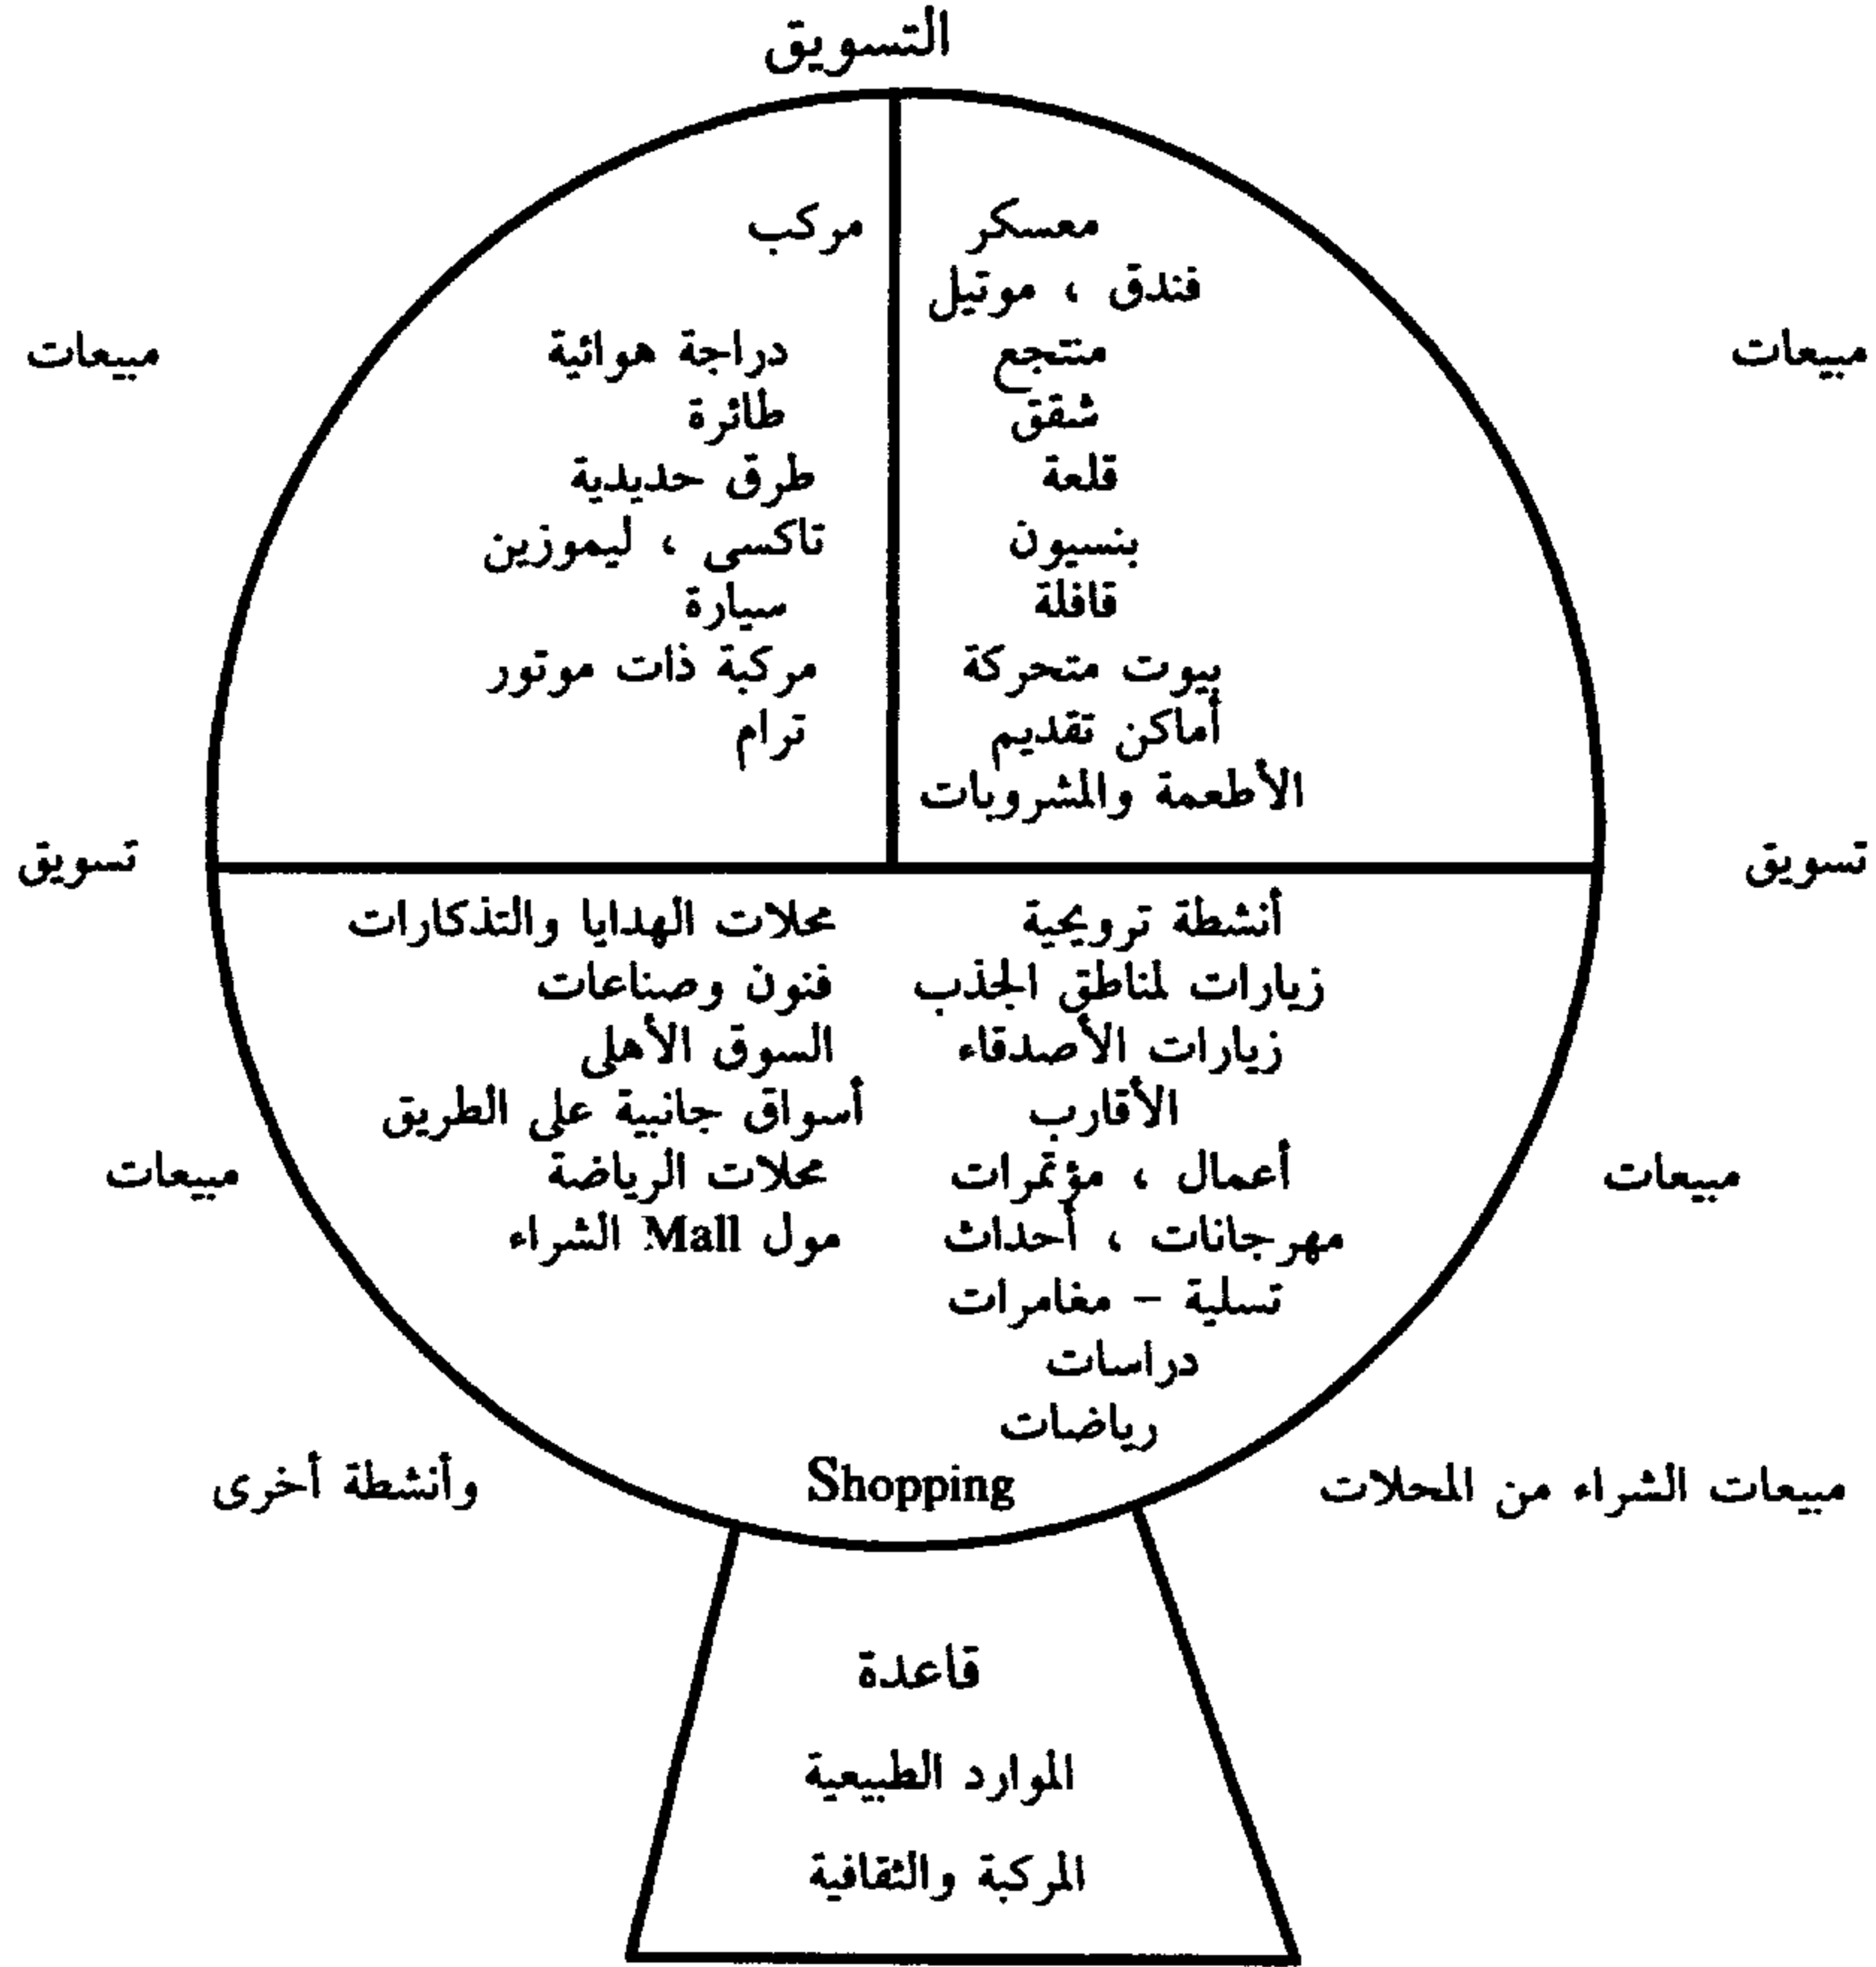 التسويق
معسكر
فندق ، موتيل
منتجع
شقق
قلعة
بنسيون
قافلة
بيوت متحركة
أماكن تقديم
الأطعمة والمشروبات
مركب
دراجة هوائية
طائرة
طرق حديدية
تاكسى ، ليموزين
سيارة
مركبة ذات موتور
ترام
مبيعات
مبيعات
تسويق
تسويق
أنشطة ترويحية
زيارات لمناطق الجذب
زيارات الأصدقاء
الأقارب
أعمال ، مؤتمرات
مهرجانات ، أحداث
تسلية – مغامرات
دراسات
رياضات
محلات الهدايا والتذكارات
فنون وصناعات
السوق الأهلى
أسواق جانبية على الطريق
محلات الرياضة
مول Mall الشراء
مبيعات
مبيعات
مبيعات الشراء من المحلات
Shopping
وأنشطة أخرى
قاعدة
الموارد الطبيعية
المركبة والثقافية